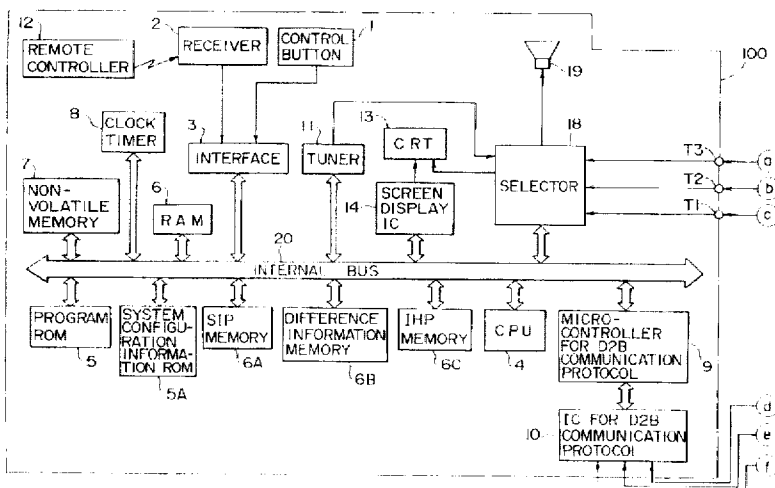 12
REMOTE
CONTROLLER
2
RECEIVER
CONTROL
BUTTON
1
19
100
8
CLOCK
TIMER
3
INTERFACE
11
TUNER
13
CRT
18
SELECTOR
T3
a
T2
b
T1
c
7
NON-
VOLATILE
MEMORY
6
RAM
14
SCREEN
DISPLAY
IC
20
INTERNAL BUS
PROGRAM
ROM
5
SYSTEM
CONFIGU-
RATION
INFORMATION ROM
5A
SIP
MEMORY
6A
DIFFERENCE
INFORMATION
MEMORY
6B
IHP
MEMORY
6C
CPU
4
MICRO-
CONTROLLER
FOR D2B
COMMUNICATION
PROTOCOL
9
10
IC FOR D2B
COMMUNICATION
PROTOCOL
d
e
f